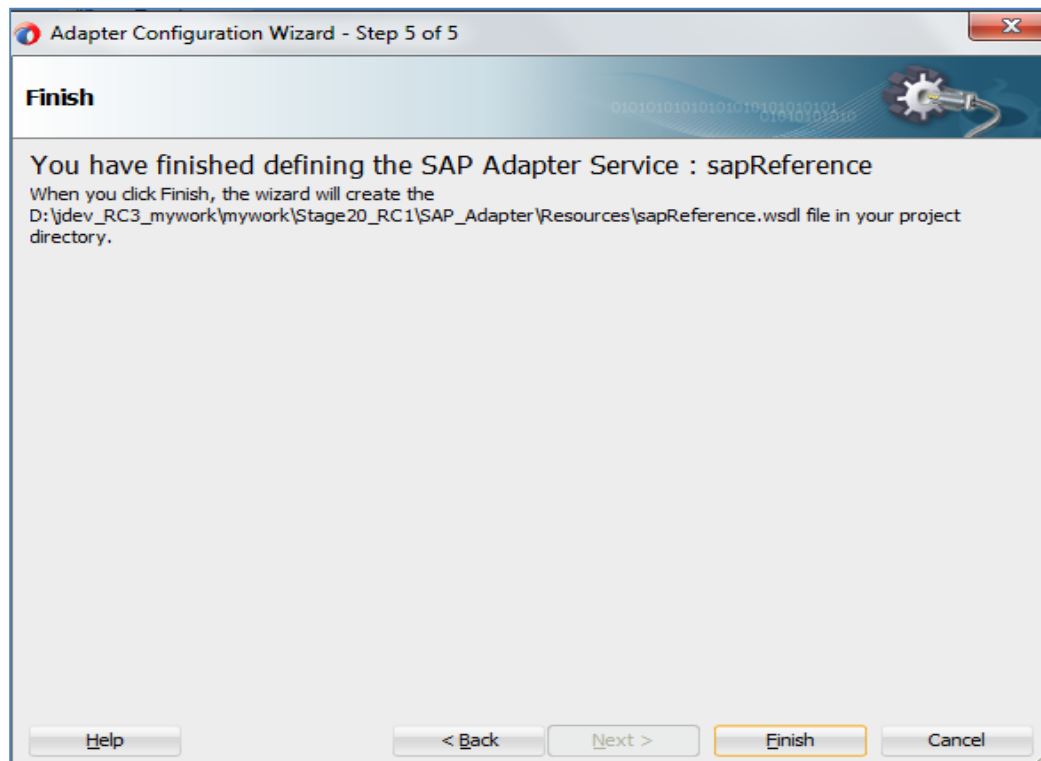 Adapter Configuration Wizard - Step 5 of 5
Finish
010101010101010101010101
01010101010
You have finished defining the SAP Adapter Service : sapReference
When you click Finish, the wizard will create the
D:\jdev_RC3_mywork\mywork\Stage20_RC1\SAP_Adapter\Resources\sapReference.wsdl file in your project
directory.
Help < Back Next > Finish Cancel